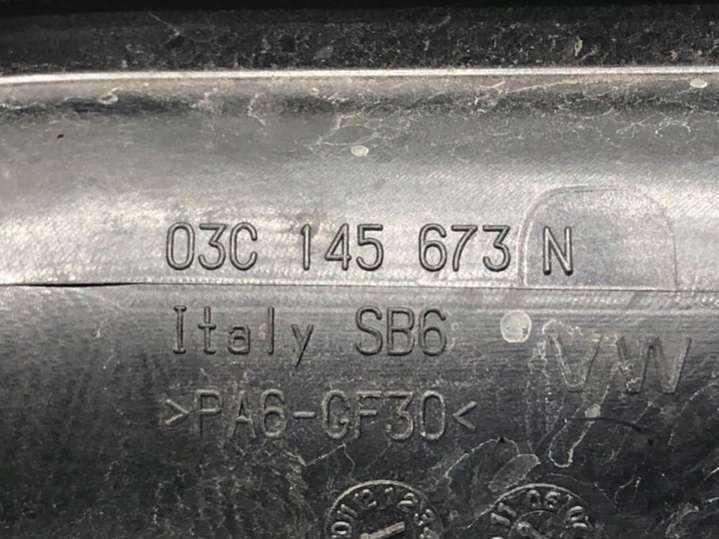 03C 145 673 N
Italy SB6
VW
>PA6-GF30<